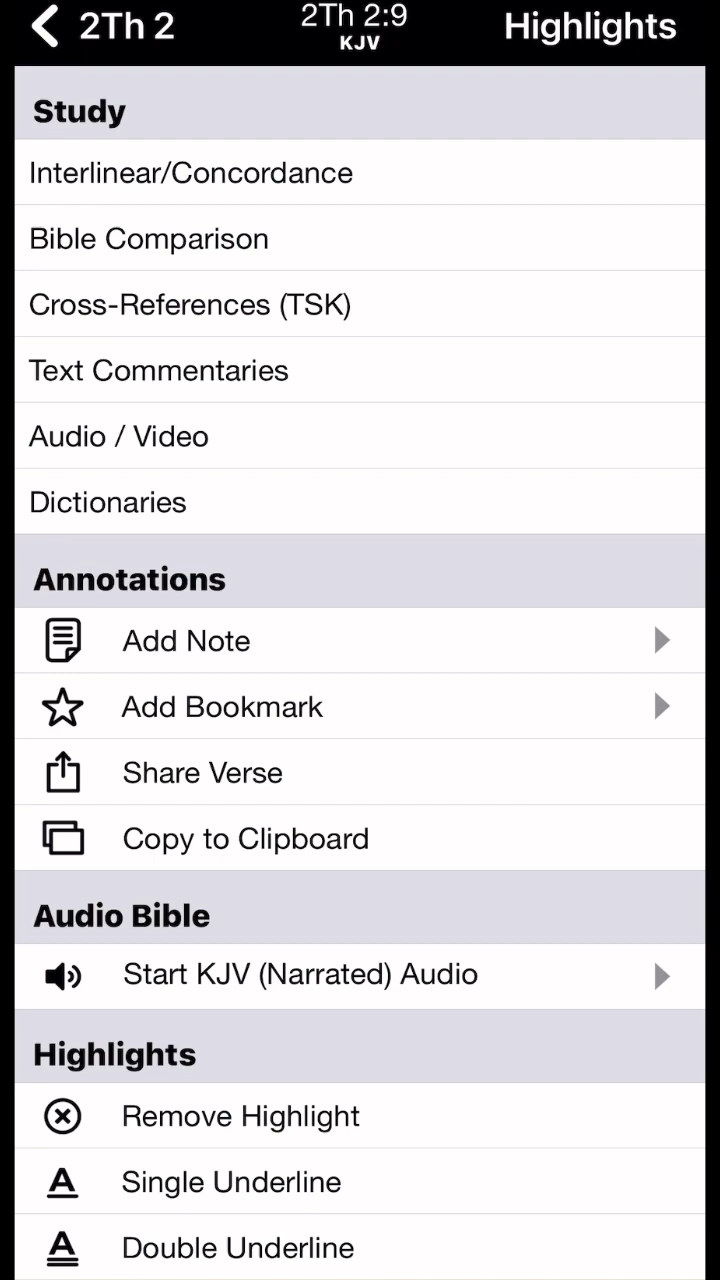 2Th 2
2Th 2:9
KJV
Highlights
Study
Interlinear/Concordance
Bible Comparison
Cross-References (TSK)
Text Commentaries
Audio / Video
Dictionaries
Annotations
Add Note
Add Bookmark
Share Verse
Copy to Clipboard
Audio Bible
Start KJV (Narrated) Audio
Highlights
Remove Highlight
A Single Underline
A Double Underline